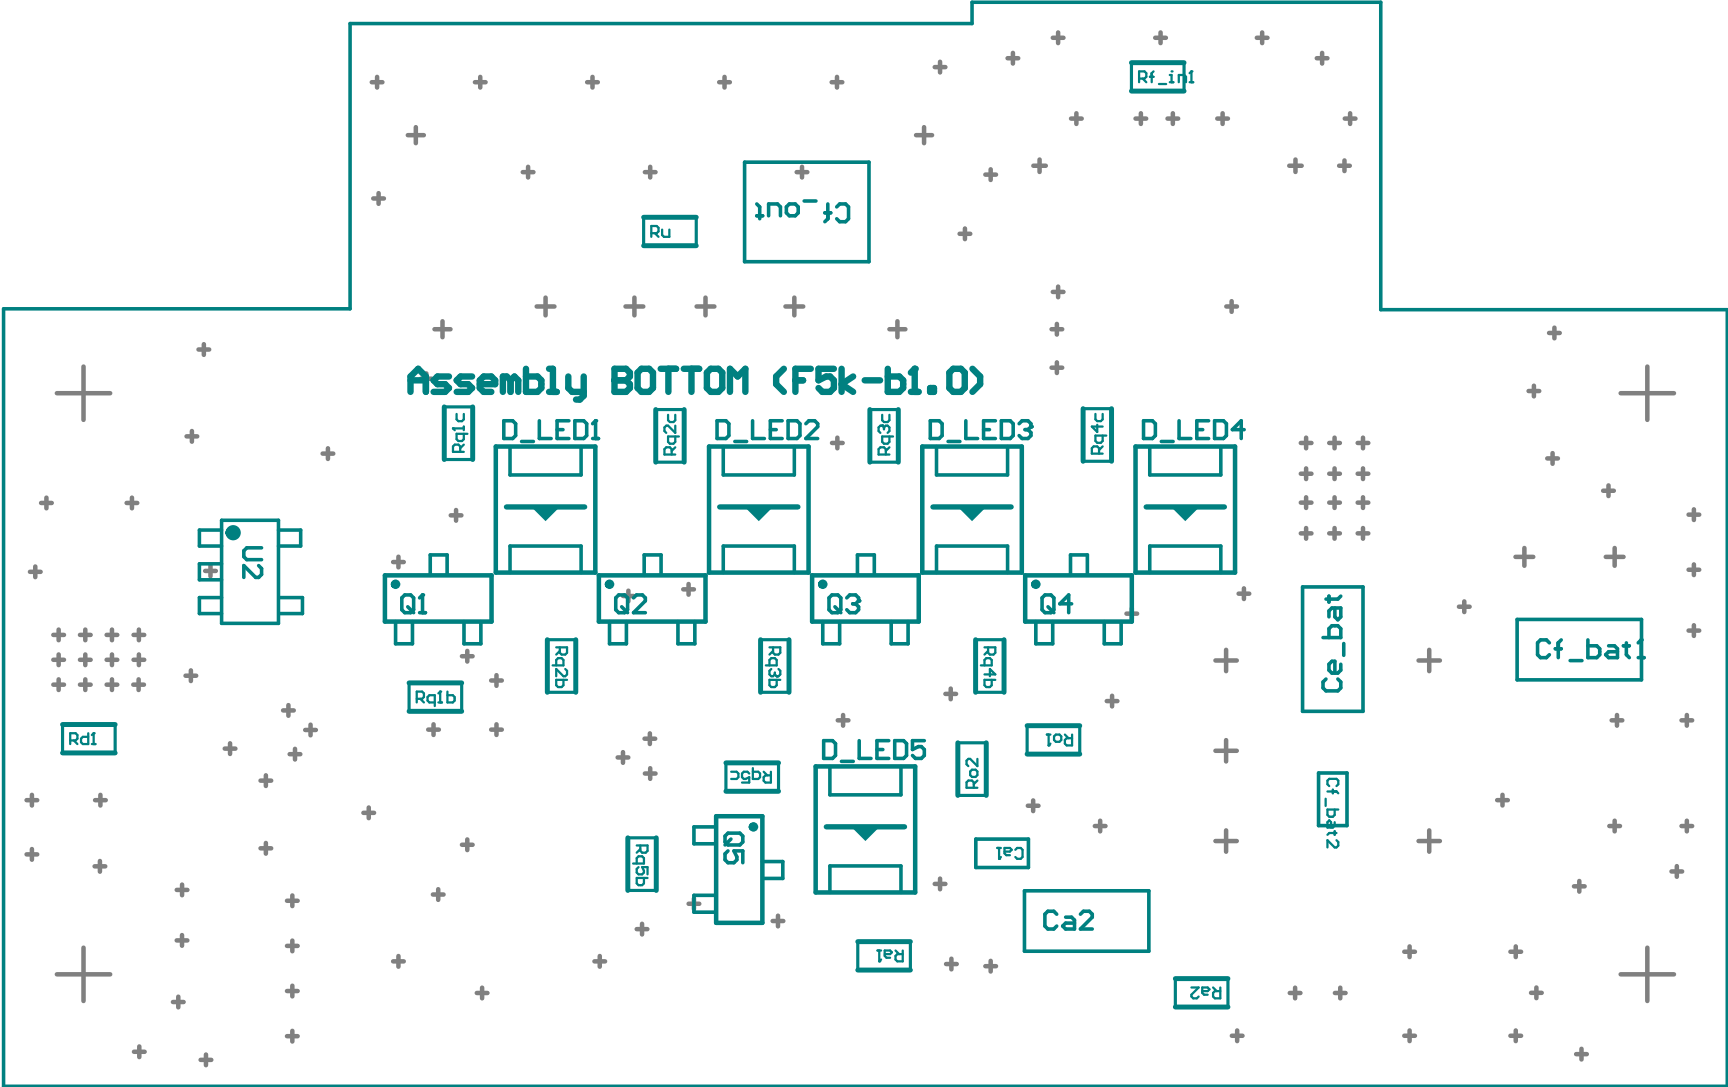 Rf_in1
Cf_out
Ru
Assembly BOTTOM (F5k-b1.0)
Rq1c
D_LED1
Rq2c
D_LED2
Rq3c
D_LED3
Rq4c
D_LED4
U2
Q1
Q2
Q3
Q4
Ce_bat
Cf_bat1
Rq2b
Rq3b
Rq4b
Rq1b
Rd1
Ro1
D_LED5
Ro2
Rq5c
Cf_bat2
Q5
Rq5b
Ca1
Ca2
Ra1
Ra2